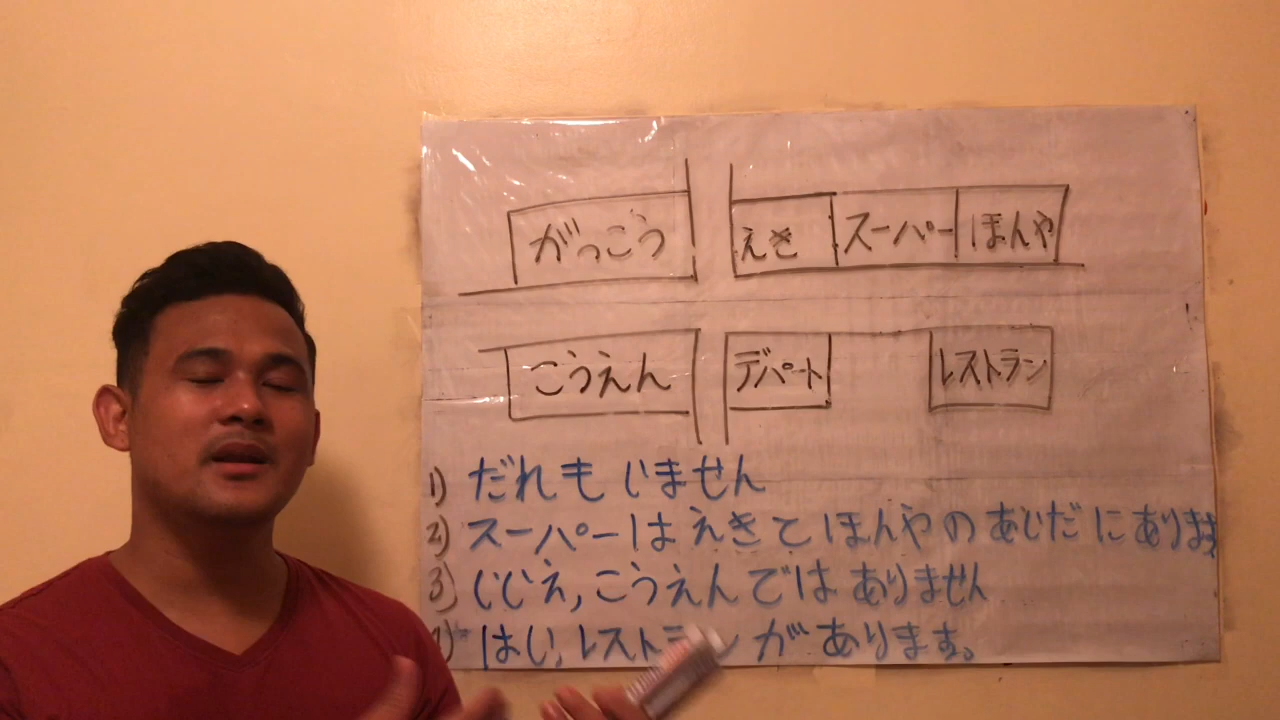 がっこう えき スーパー ほんや
こうえん デパート レストラン
1) だれもいません
2) スーパーはえきとほんやのあいだにあります
3) いいえ,こうえんではありません
はい,レストランがあります。